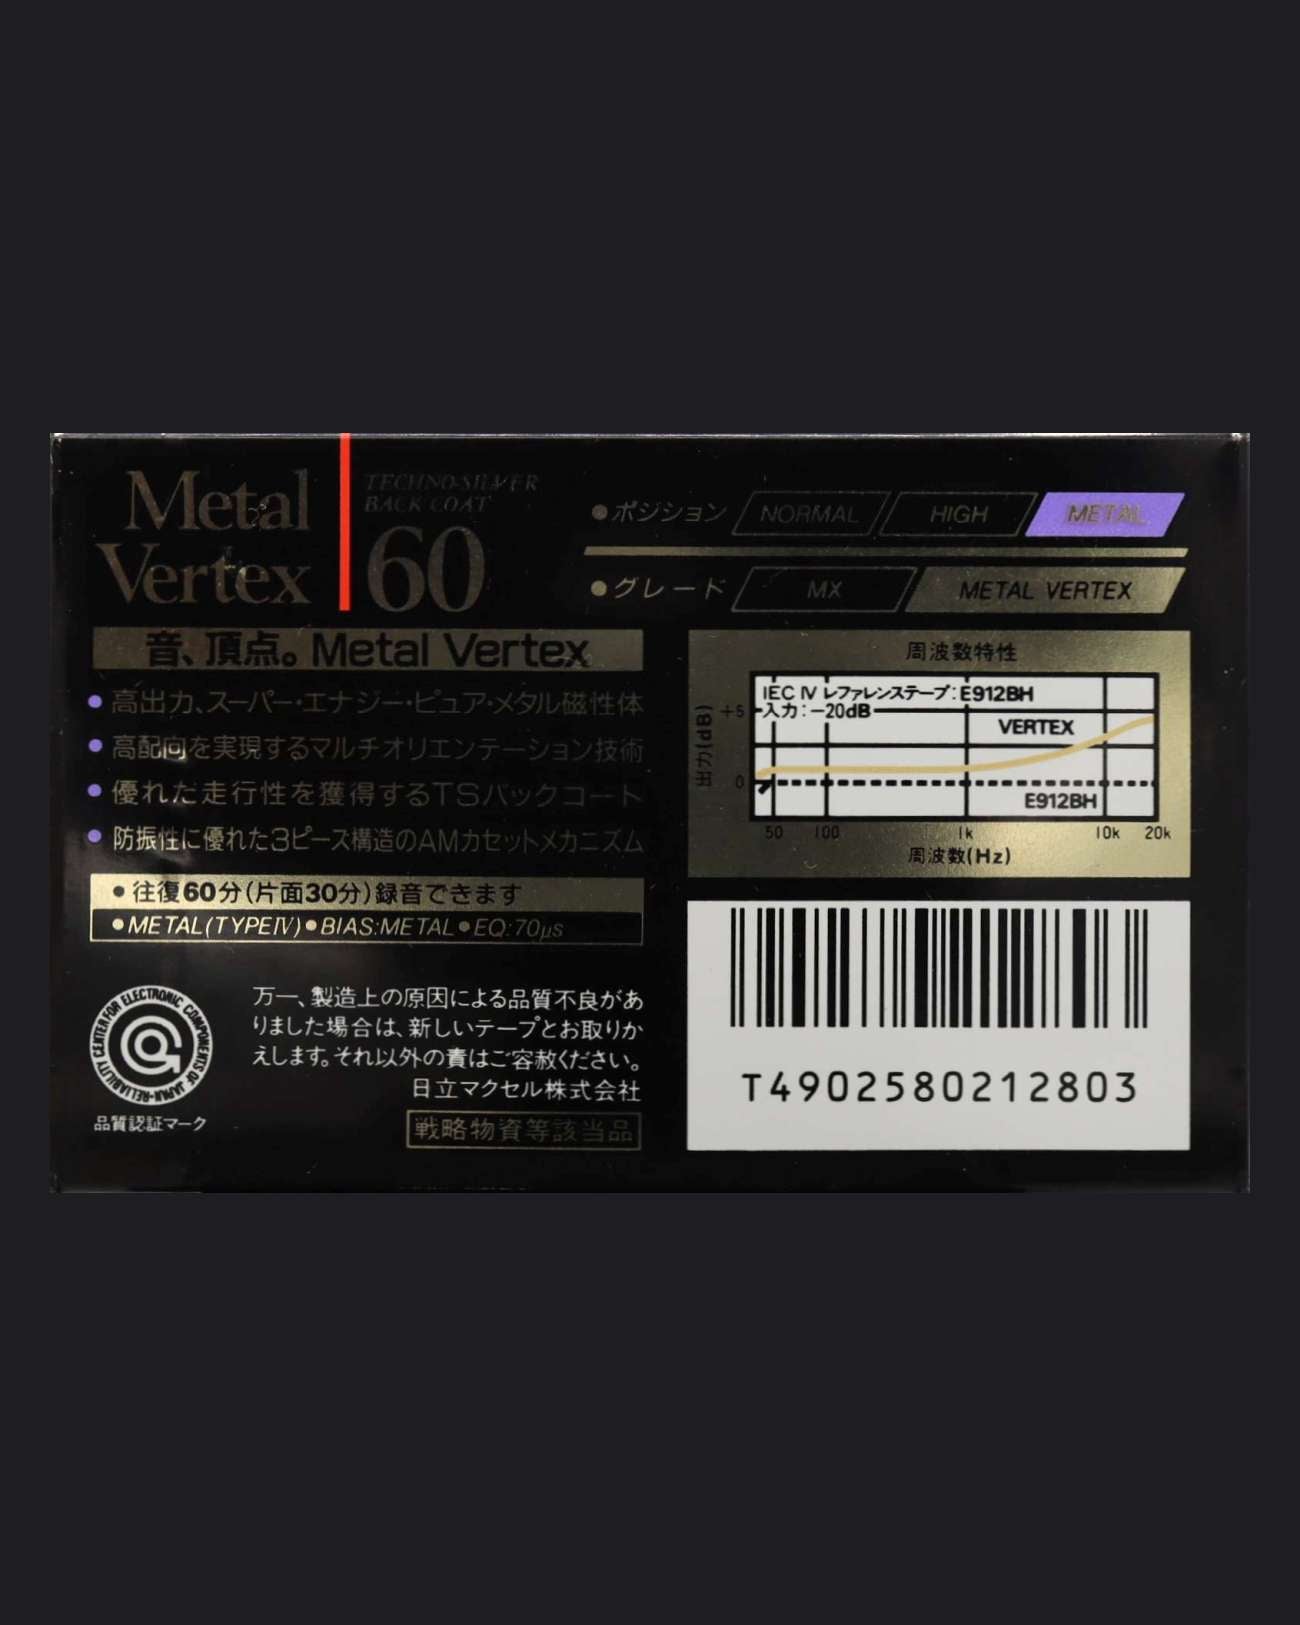 Metal
Vertex
TECHNO-SILVER
BACK COAT
60
●ポジション NORMAL HIGH METAL
●グレード MX METAL VERTEX
音、頂点。Metal Vertex
●高出力、スーパー・エナジー・ピュア・メタル磁性体
●高配向を実現するマルチオリエンテーション技術
●優れた走行性を獲得するTSバックコート
●防振性に優れた3ピース構造のAMカセットメカニズム
●往復60分(片面30分)録音できます
●METAL(TYPEⅣ)●BIAS:METAL●EQ:70μs
周波数特性
IEC Ⅳ レファレンステープ:E912BH
入力:−20dB
VERTEX
E912BH
出力(dB)
+5
0
50 100 1k 10k 20k
周波数(Hz)
RELIABILITY CENTER FOR ELECTRONIC COMPONENTS OF JAPAN
品質認証マーク
万一、製造上の原因による品質不良があ
りました場合は、新しいテープとお取りか
えします。それ以外の責はご容赦ください。
日立マクセル株式会社
戦略物資等該当品
T4902580212803